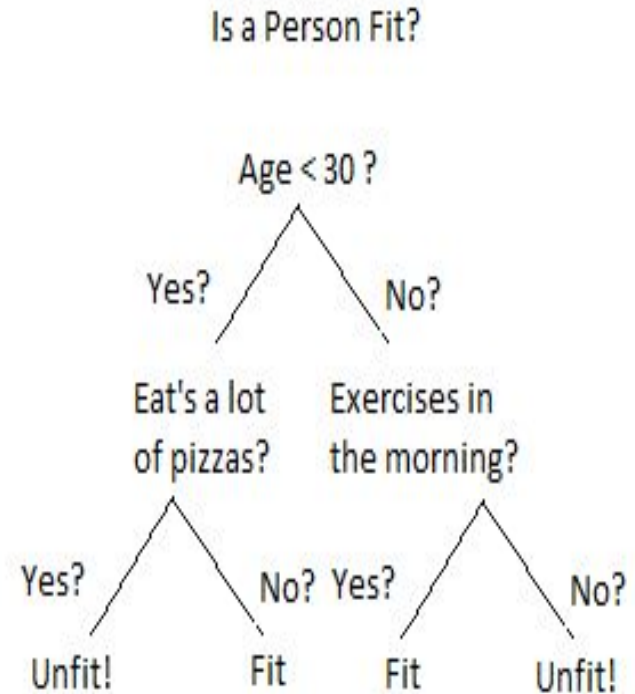 Is a Person Fit?
Age < 30 ?
Yes?
No?
Eat's a lot
of pizzas?
Exercises in
the morning?
Yes?
No?
Yes?
No?
Unfit!
Fit
Fit
Unfit!